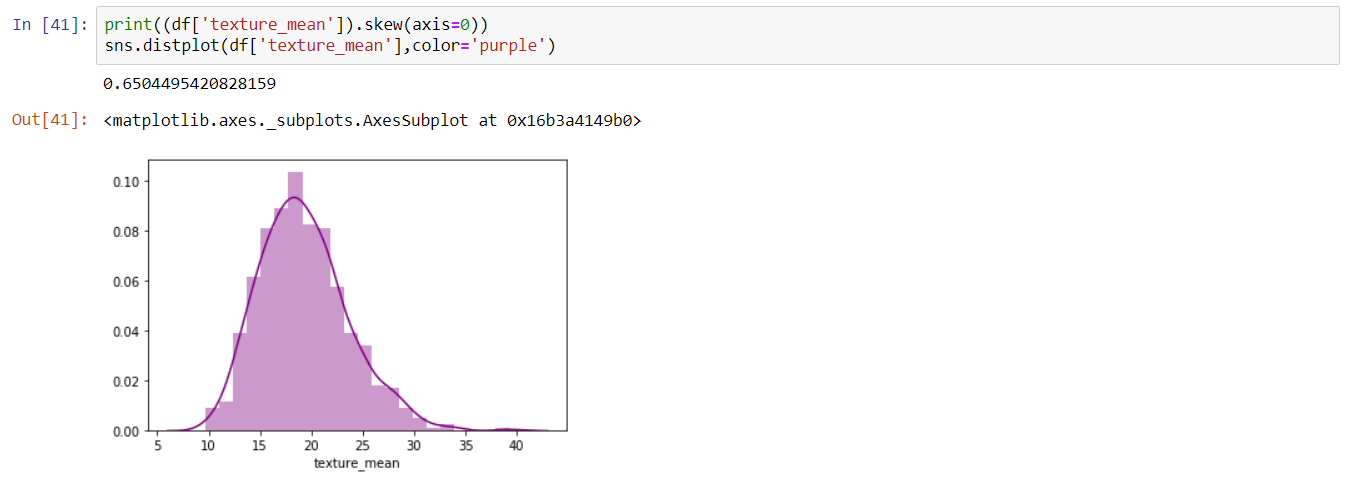 In [41]: print((df['texture_mean']).skew(axis=0))
sns.distplot(df['texture_mean'],color='purple')
0.6504495420828159
Out[41]: <matplotlib.axes._subplots.AxesSubplot at 0x16b3a4149b0>
0.10
0.08
0.06
0.04
0.02
0.00
5 10 15 20 25 30 35 40
texture_mean